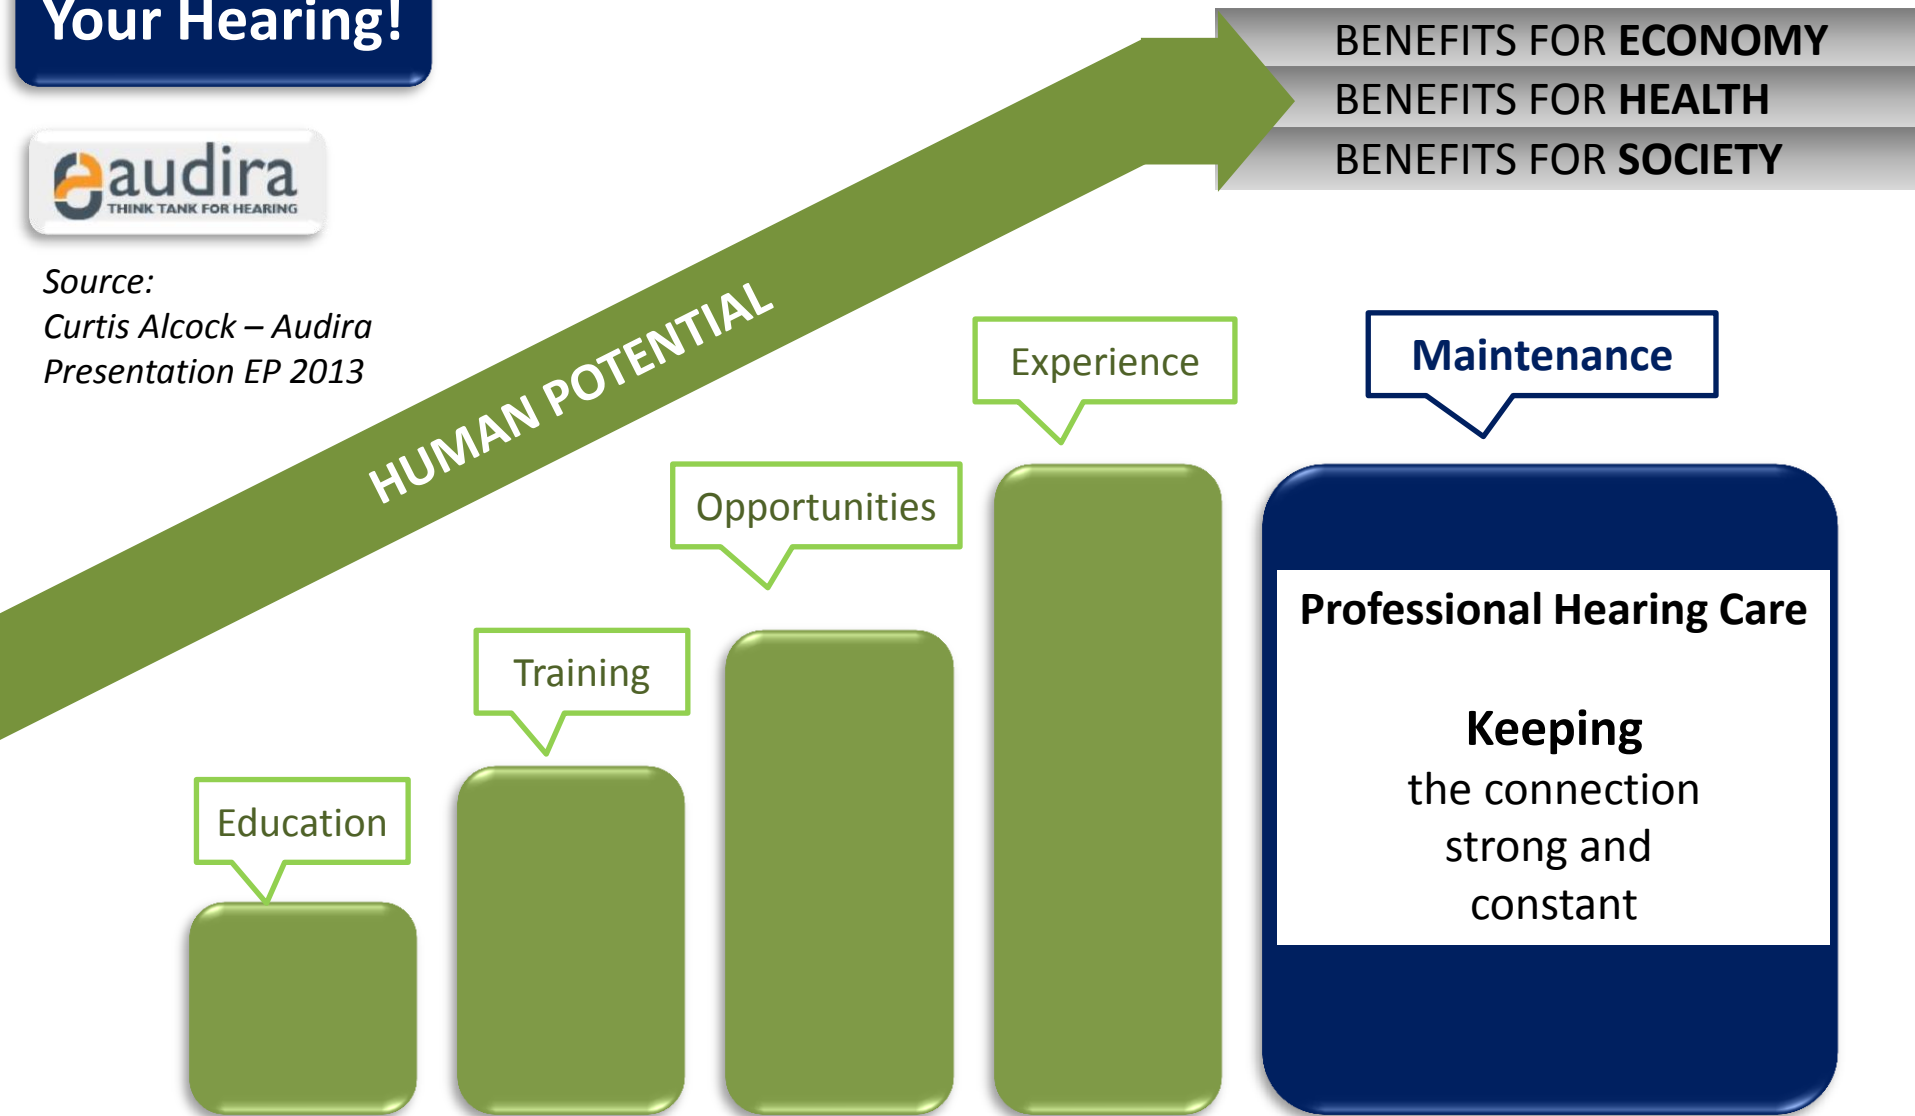 Your Hearing!
audira
THINK TANK FOR HEARING
Source:
Curtis Alcock – Audira
Presentation EP 2013
HUMAN POTENTIAL
BENEFITS FOR ECONOMY
BENEFITS FOR HEALTH
BENEFITS FOR SOCIETY
Education
Training
Opportunities
Experience
Maintenance
Professional Hearing Care
Keeping
the connection
strong and
constant